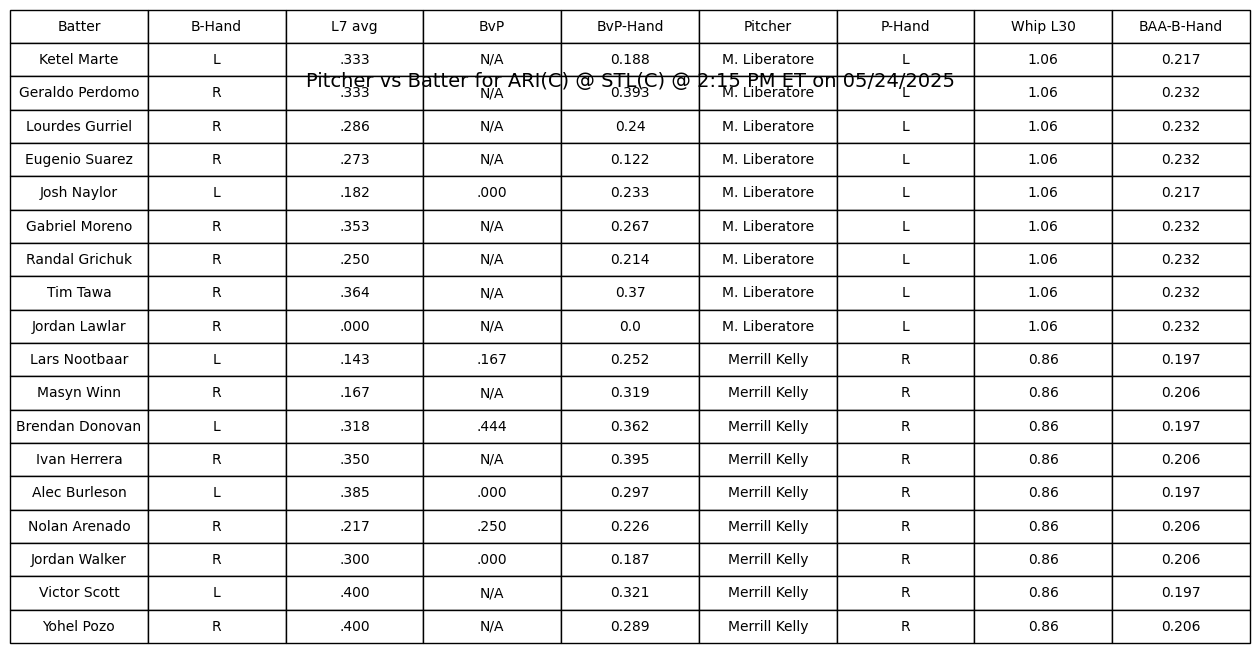 Batter B-Hand L7 avg BvP BvP-Hand Pitcher P-Hand Whip L30 BAA-B-Hand
Ketel Marte L .333 N/A 0.188 M. Liberatore L 1.06 0.217
Pitcher vs Batter for ARI(C) @ STL(C) @ 2:15 PM ET on 05/24/2025
Geraldo Perdomo R .333 N/A 0.393 M. Liberatore L 1.06 0.232
Lourdes Gurriel R .286 N/A 0.24 M. Liberatore L 1.06 0.232
Eugenio Suarez R .273 N/A 0.122 M. Liberatore L 1.06 0.232
Josh Naylor L .182 .000 0.233 M. Liberatore L 1.06 0.217
Gabriel Moreno R .353 N/A 0.267 M. Liberatore L 1.06 0.232
Randal Grichuk R .250 N/A 0.214 M. Liberatore L 1.06 0.232
Tim Tawa R .364 N/A 0.37 M. Liberatore L 1.06 0.232
Jordan Lawlar R .000 N/A 0.0 M. Liberatore L 1.06 0.232
Lars Nootbaar L .143 .167 0.252 Merrill Kelly R 0.86 0.197
Masyn Winn R .167 N/A 0.319 Merrill Kelly R 0.86 0.206
Brendan Donovan L .318 .444 0.362 Merrill Kelly R 0.86 0.197
Ivan Herrera R .350 N/A 0.395 Merrill Kelly R 0.86 0.206
Alec Burleson L .385 .000 0.297 Merrill Kelly R 0.86 0.197
Nolan Arenado R .217 .250 0.226 Merrill Kelly R 0.86 0.206
Jordan Walker R .300 .000 0.187 Merrill Kelly R 0.86 0.206
Victor Scott L .400 N/A 0.321 Merrill Kelly R 0.86 0.197
Yohel Pozo R .400 N/A 0.289 Merrill Kelly R 0.86 0.206